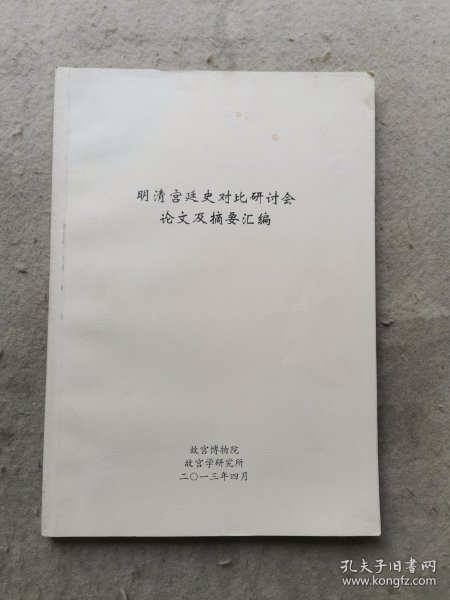 明清宫廷史对比研讨会
论文及摘要汇编
故宫博物院
故宫学研究所
二〇一三年四月
孔夫子旧书网
www.kongfz.com